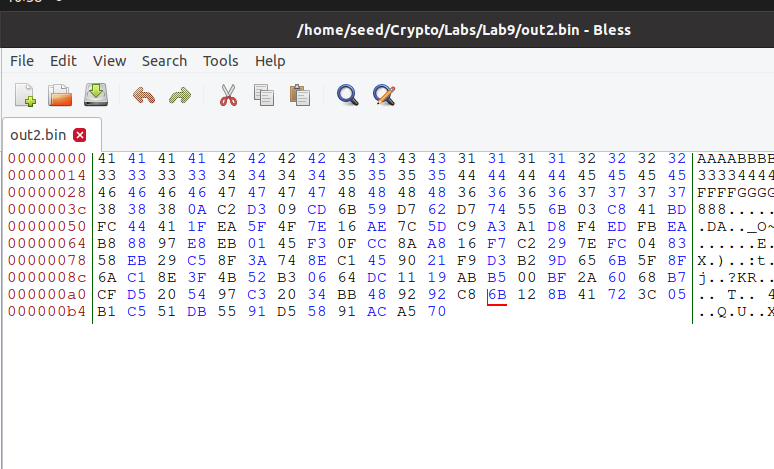 /home/seed/Crypto/Labs/Lab9/out2.bin - Bless
File Edit View Search Tools Help
out2.bin
00000000 41 41 41 41 42 42 42 42 43 43 43 43 31 31 31 31 32 32 32 32 AAAABBBB
00000014 33 33 33 33 34 34 34 34 35 35 35 35 44 44 44 44 45 45 45 45 33334444
00000028 46 46 46 46 47 47 47 47 48 48 48 48 36 36 36 36 37 37 37 37 FFFFGGGG
0000003c 38 38 38 0A C2 D3 09 CD 6B 59 D7 62 D7 74 55 6B 03 C8 41 BD 888.....
00000050 FC 44 41 1F EA 5F 4F 7E 16 AE 7C 5D C9 A3 A1 D8 F4 ED FB EA .DA.._O~
00000064 B8 88 97 E8 EB 01 45 F3 0F CC 8A A8 16 F7 C2 29 7E FC 04 83 ......E.
00000078 58 EB 29 C5 8F 3A 74 8E C1 45 90 21 F9 D3 B2 9D 65 6B 5F 8F X.)..:t.
0000008c 6A C1 8E 3F 4B 52 B3 06 64 DC 11 19 AB B5 00 BF 2A 60 68 B7 j..?KR..
000000a0 CF D5 20 54 97 C3 20 34 BB 48 92 92 C8 6B 12 8B 41 72 3C 05 .. T.. 4
000000b4 B1 C5 51 DB 55 91 D5 58 91 AC A5 70 ..Q.U..X